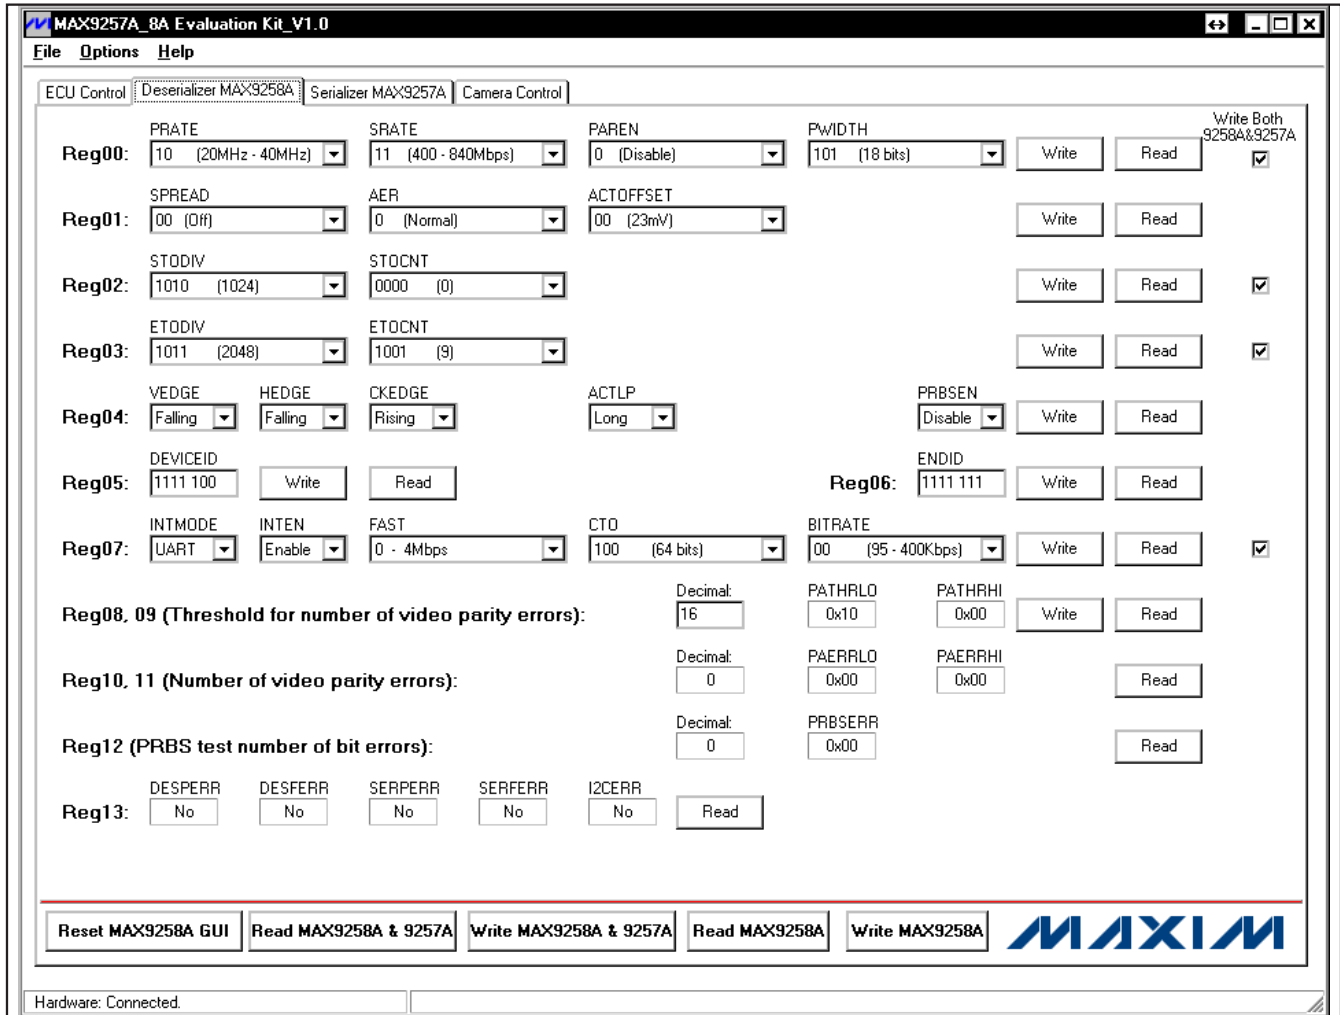 MAX9257A_8A Evaluation Kit_V1.0
File Options Help
ECU Control Deserializer MAX9258A Serializer MAX9257A Camera Control
Write Both
9258A&9257A
PRATE SRATE PAREN PWIDTH
Reg00: 10 (20MHz - 40MHz) 11 (400 - 840Mbps) 0 (Disable) 101 (18 bits) Write Read
SPREAD AER ACTOFFSET
Reg01: 00 (Off) 0 (Normal) 00 (23mV) Write Read
STODIV STOCNT
Reg02: 1010 (1024) 0000 (0) Write Read
ETODIV ETOCNT
Reg03: 1011 (2048) 1001 (9) Write Read
VEDGE HEDGE CKEDGE ACTLP PRBSEN
Reg04: Falling Falling Rising Long Disable Write Read
DEVICEID ENDID
Reg05: 1111 100 Write Read Reg06: 1111 111 Write Read
INTMODE INTEN FAST CTO BITRATE
Reg07: UART Enable 0 - 4Mbps 100 (64 bits) 00 (95 - 400Kbps) Write Read
Decimal: PATHRLO PATHRHI
Reg08, 09 (Threshold for number of video parity errors): 16 0x10 0x00 Write Read
Decimal: PAERRLO PAERRHI
Reg10, 11 (Number of video parity errors): 0 0x00 0x00 Read
Decimal: PRBSERR
Reg12 (PRBS test number of bit errors): 0 0x00 Read
DESPERR DESFERR SERPERR SERFERR I2CERR
Reg13: No No No No No Read
Reset MAX9258A GUI Read MAX9258A & 9257A Write MAX9258A & 9257A Read MAX9258A Write MAX9258A MAXIM
Hardware: Connected.